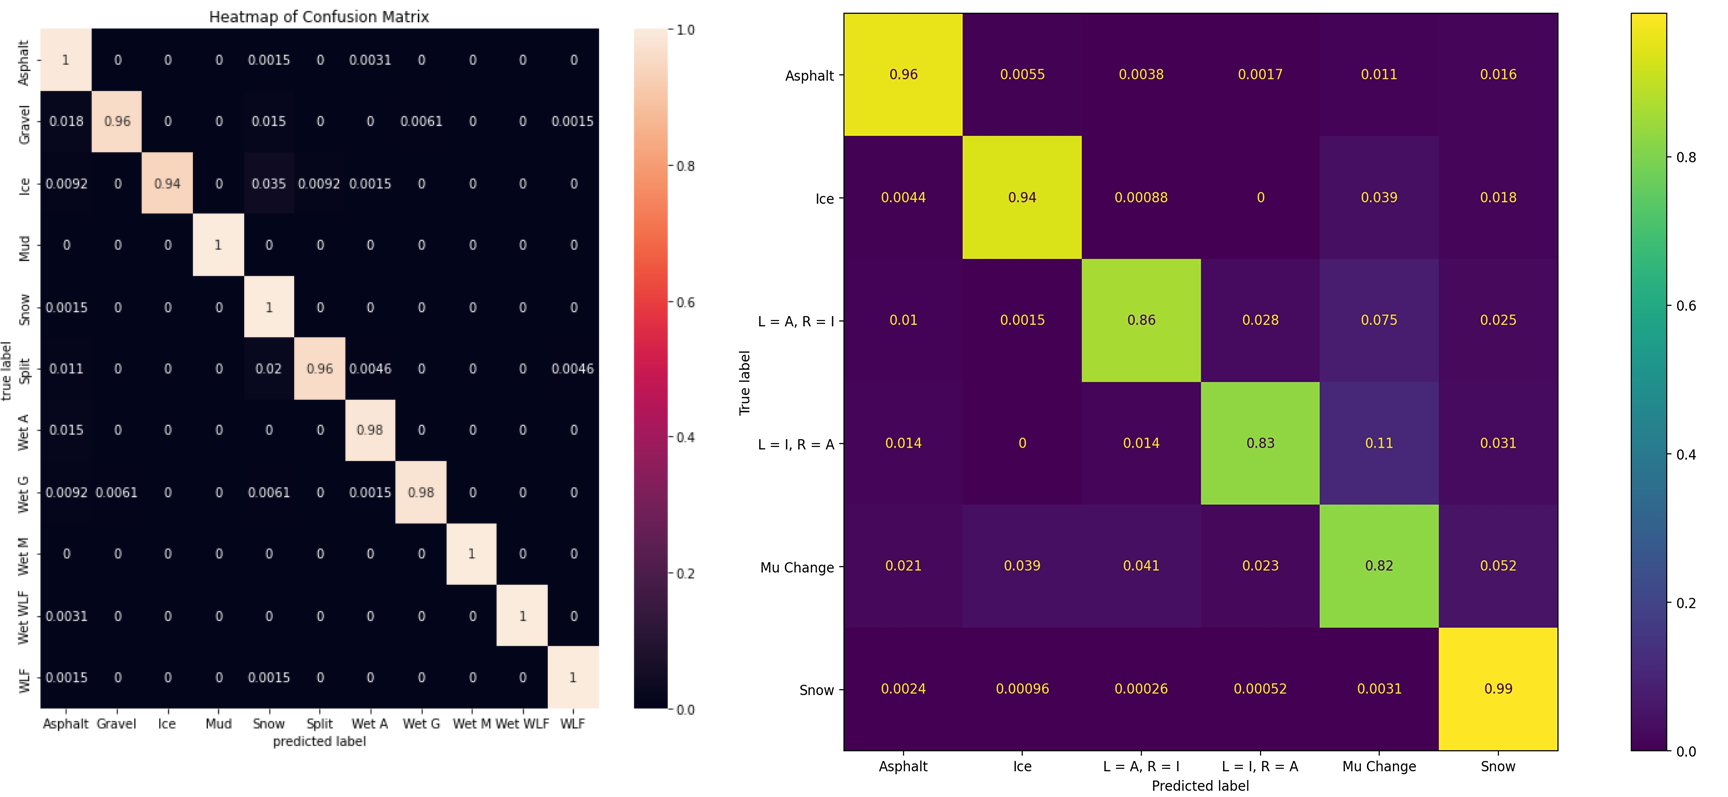 Heatmap of Confusion Matrix
Asphalt 1 0 0 0 0.0015 0 0.0031 0 0 0 0
Gravel 0.018 0.96 0 0 0.015 0 0 0.0061 0 0 0.0015
Ice 0.0092 0 0.94 0 0.035 0.0092 0.0015 0 0 0 0
Mud 0 0 0 1 0 0 0 0 0 0 0
Snow 0.0015 0 0 0 1 0 0 0 0 0 0
Split 0.011 0 0 0 0.02 0.96 0.0046 0 0 0 0.0046
Wet A 0.015 0 0 0 0 0 0.98 0 0 0 0
Wet G 0.0092 0.0061 0 0 0.0061 0 0.0015 0.98 0 0 0
Wet M 0 0 0 0 0 0 0 0 1 0 0
Wet WLF 0.0031 0 0 0 0 0 0 0 0 1 0
WLF 0.0015 0 0 0 0.0015 0 0 0 0 0 1
true label
Asphalt Gravel Ice Mud Snow Split Wet A Wet G Wet M Wet WLF WLF
predicted label
1.0
0.8
0.6
0.4
0.2
0.0
Asphalt 0.96 0.0055 0.0038 0.0017 0.011 0.016
Ice 0.0044 0.94 0.00088 0 0.039 0.018
L = A, R = I 0.01 0.0015 0.86 0.028 0.075 0.025
L = I, R = A 0.014 0 0.014 0.83 0.11 0.031
Mu Change 0.021 0.039 0.041 0.023 0.82 0.052
Snow 0.0024 0.00096 0.00026 0.00052 0.0031 0.99
True label
Asphalt Ice L = A, R = I L = I, R = A Mu Change Snow
Predicted label
0.8
0.6
0.4
0.2
0.0